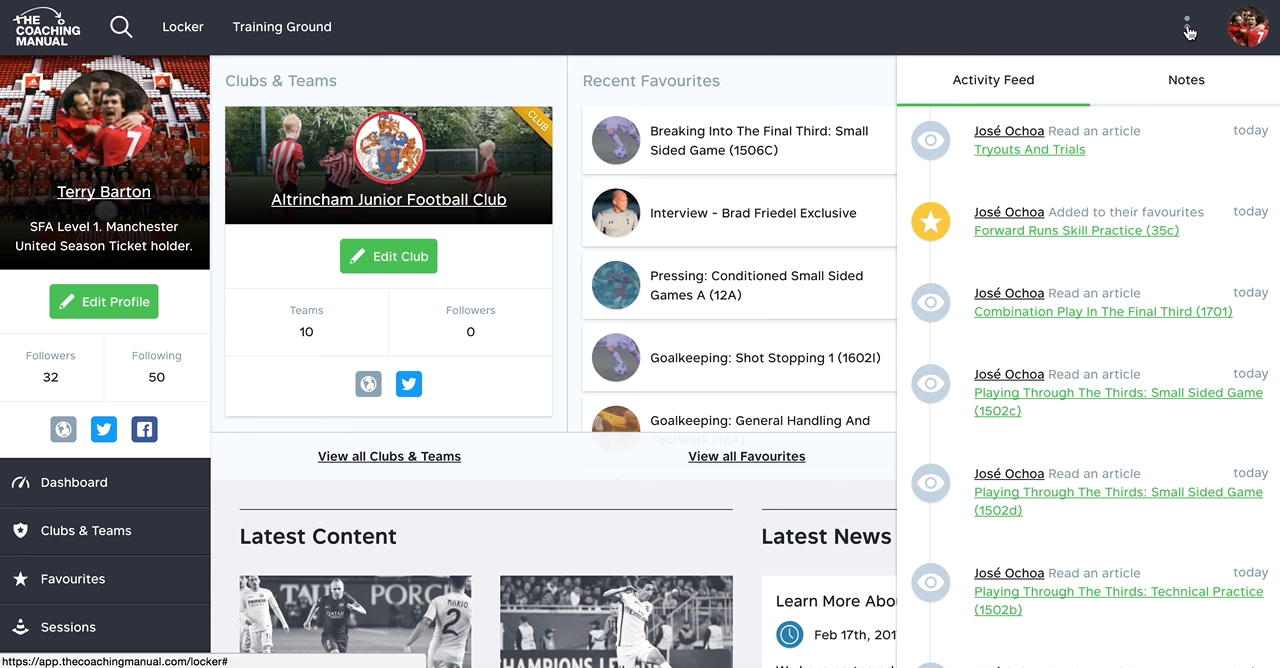 THE
COACHING
MANUAL
Locker
Training Ground
Terry Barton
SFA Level 1. Manchester
United Season Ticket holder.
Edit Profile
Followers
32
Following
50
Dashboard
Clubs & Teams
Favourites
Sessions
https://app.thecoachingmanual.com/locker#
Clubs & Teams
CLUB
Altrincham Junior Football Club
Edit Club
Teams
10
Followers
0
View all Clubs & Teams
Recent Favourites
Breaking Into The Final Third: Small
Sided Game (1506C)
Interview - Brad Friedel Exclusive
Pressing: Conditioned Small Sided
Games A (12A)
Goalkeeping: Shot Stopping 1 (1602I)
Goalkeeping: General Handling And
Footwork (14A)
View all Favourites
Latest Content
MARIO
2
Latest News
Learn More Abo
Feb 17th, 201
Activity Feed
Notes
José Ochoa Read an article
today
Tryouts And Trials
José Ochoa Added to their favourites
today
Forward Runs Skill Practice (35c)
José Ochoa Read an article
today
Combination Play In The Final Third (1701)
José Ochoa Read an article
today
Playing Through The Thirds: Small Sided Game
(1502c)
José Ochoa Read an article
today
Playing Through The Thirds: Small Sided Game
(1502d)
José Ochoa Read an article
today
Playing Through The Thirds: Technical Practice
(1502b)